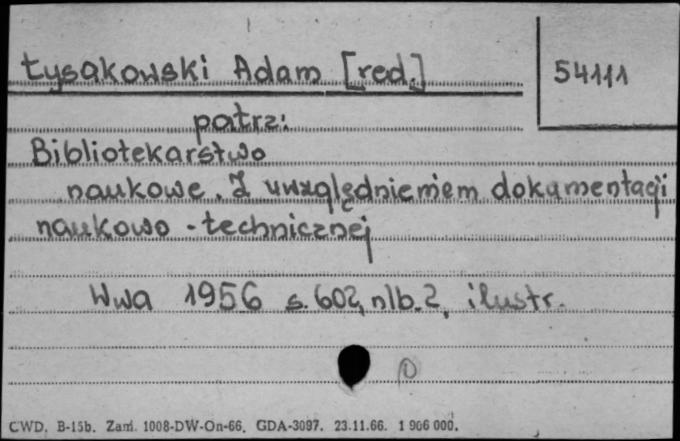 Łysakowski Adam [red.]
54111
patrz:
Bibliotekarstwo
naukowe. Z uwzględnieniem dokumentacji
naukowo-technicznej
Wwa 1956 s. 602, nlb. 2, ilustr.
CWD. B-15b. Zam. 1008-DW-On-66. GDA-3097. 23.11.66. 1 906 000.